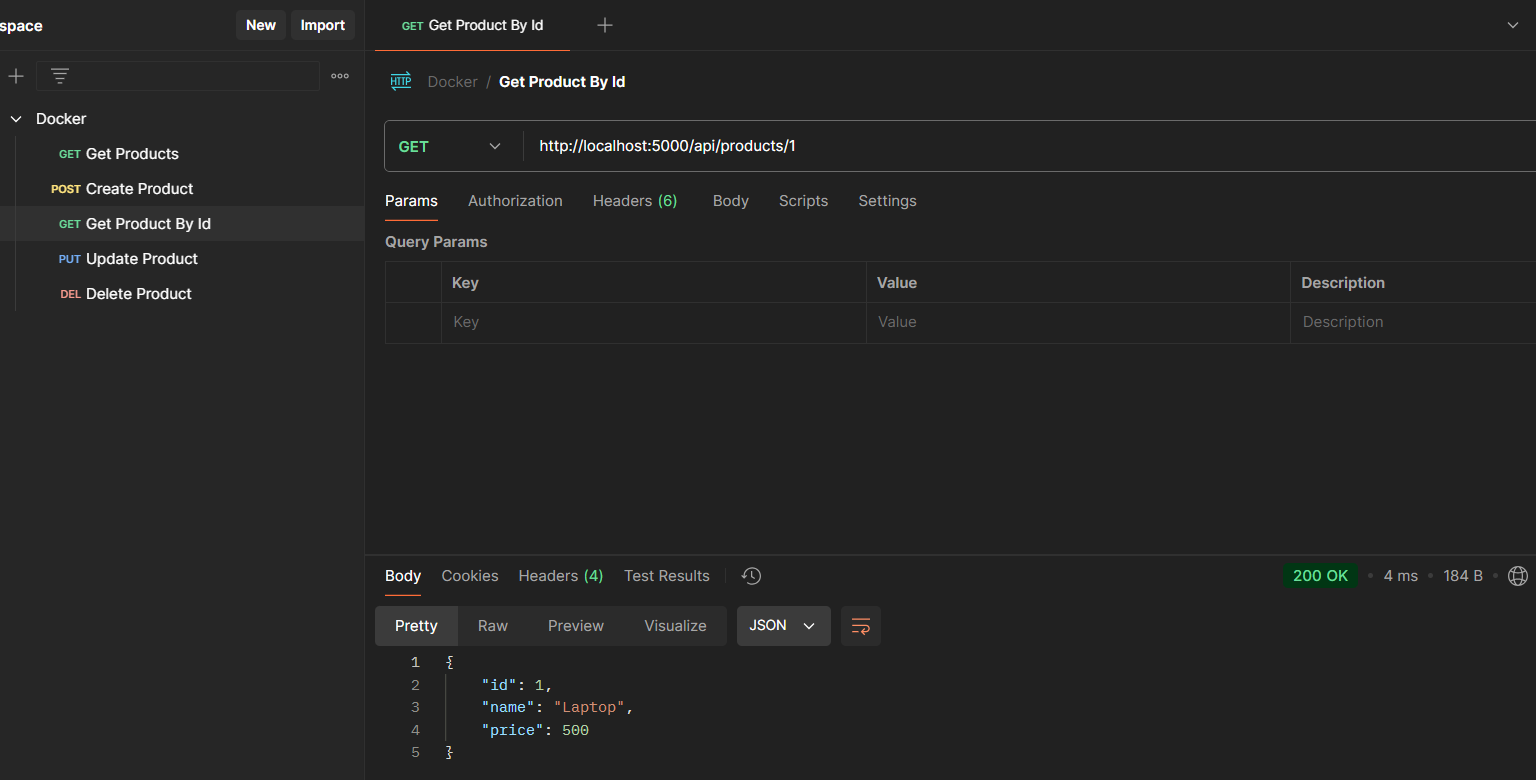 space New Import
Docker
GET Get Products
POST Create Product
GET Get Product By Id
PUT Update Product
DEL Delete Product
GET Get Product By Id
HTTP Docker / Get Product By Id
GET http://localhost:5000/api/products/1
Params Authorization Headers (6) Body Scripts Settings
Query Params
Key Value Description
Key Value Description
Body Cookies Headers (4) Test Results 200 OK • 4 ms • 184 B •
Pretty Raw Preview Visualize JSON
1 {
2 "id": 1,
3 "name": "Laptop",
4 "price": 500
5 }